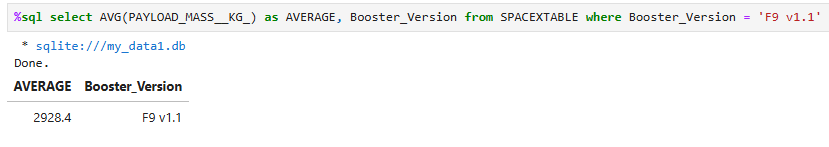 %sql select AVG(PAYLOAD_MASS__KG_) as AVERAGE, Booster_Version from SPACEXTABLE where Booster_Version = 'F9 v1.1'
* sqlite:///my_data1.db
Done.
AVERAGE Booster_Version
2928.4 F9 v1.1